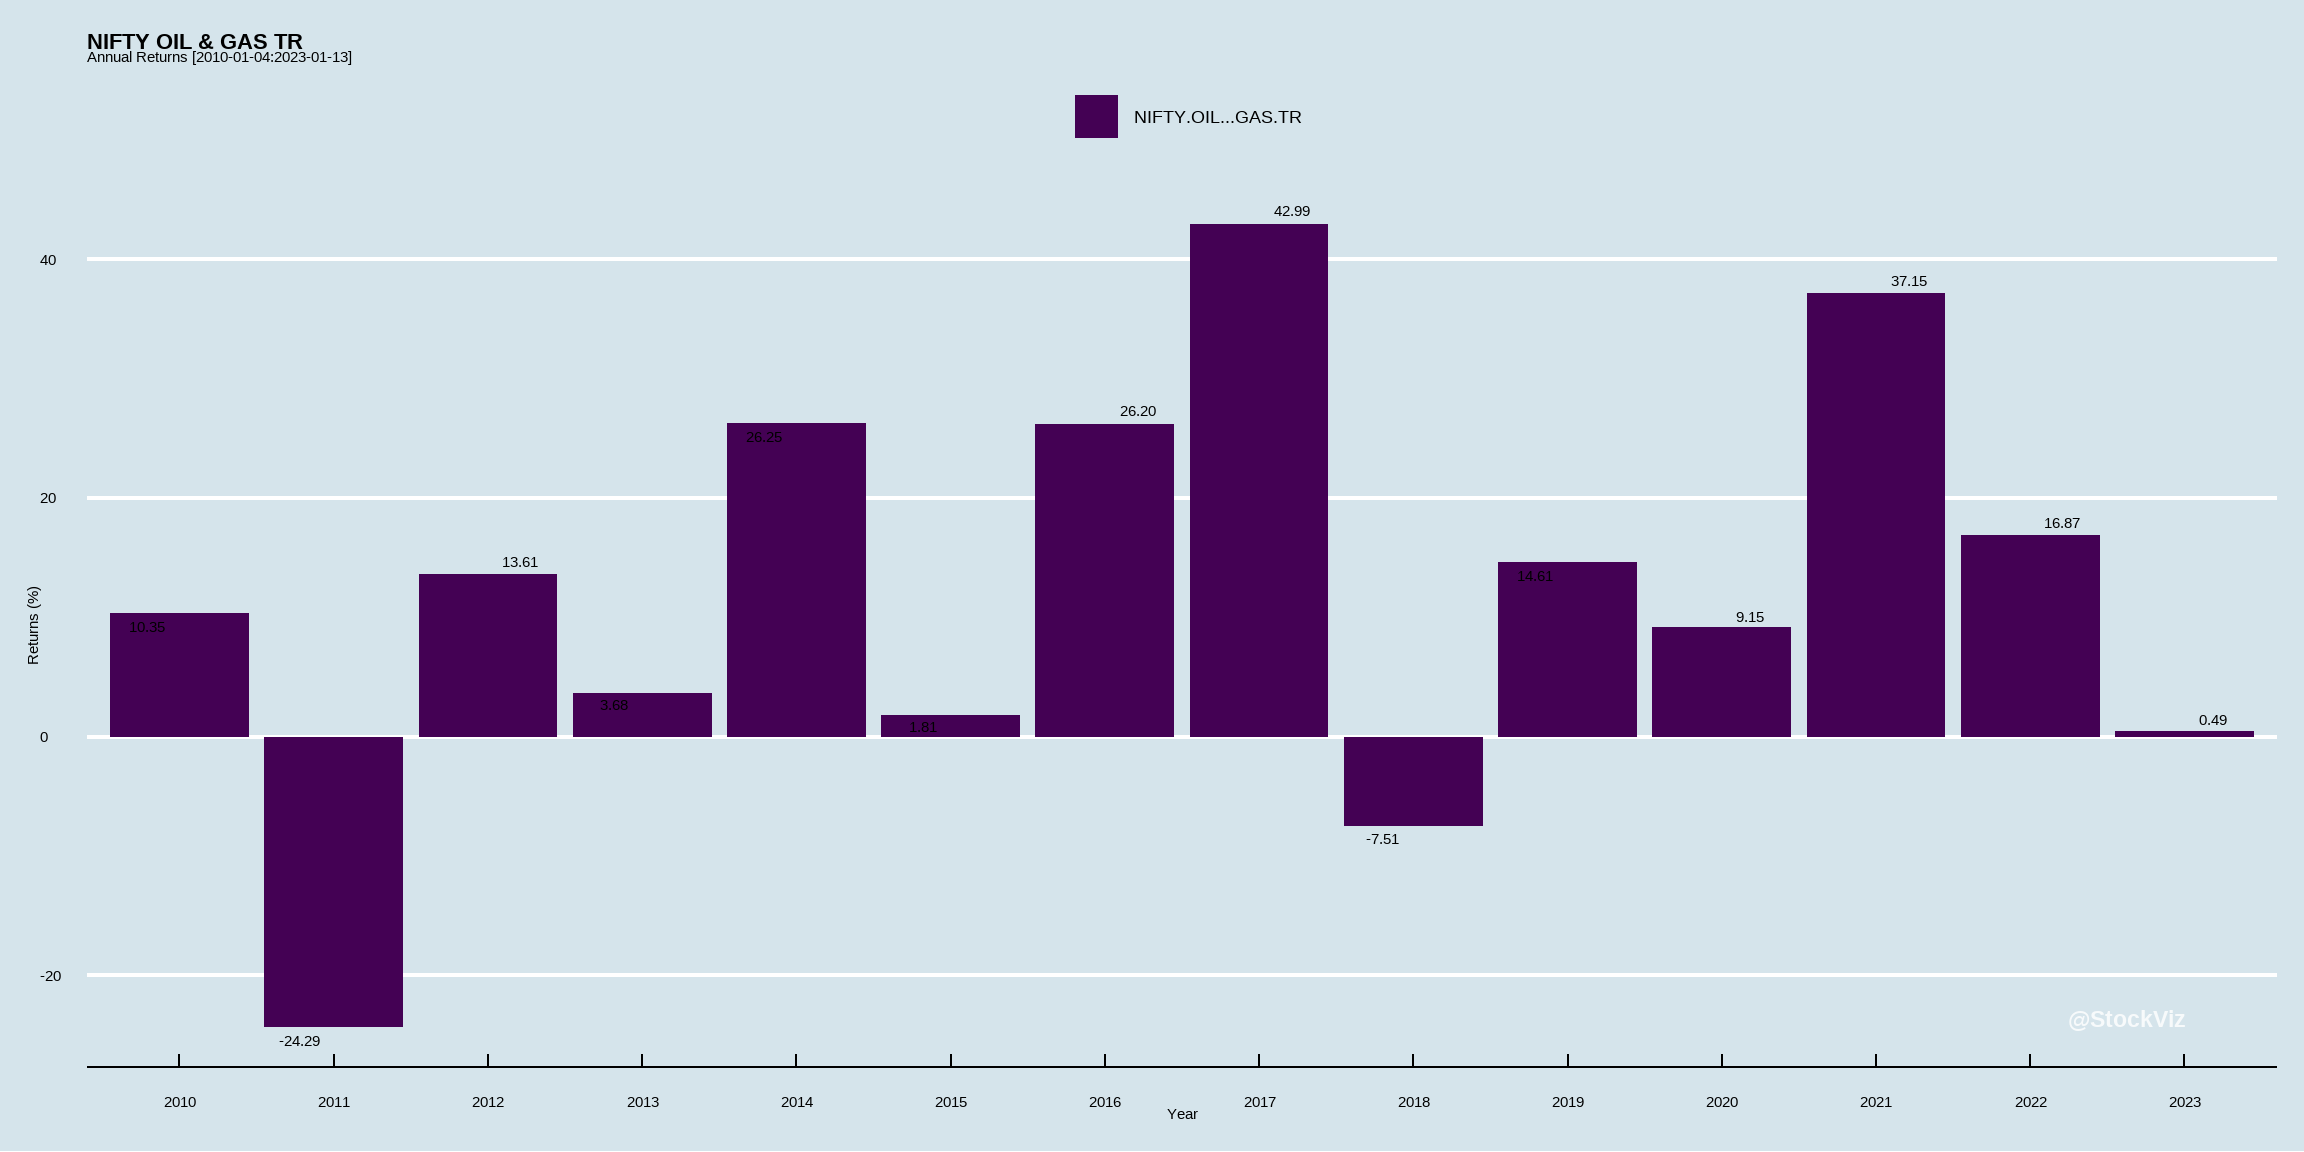 NIFTY OIL & GAS TR
Annual Returns [2010-01-04:2023-01-13]
NIFTY.OIL...GAS.TR
42.99
40
37.15
26.20
26.25
20
16.87
13.61
14.61
9.15
10.35
Returns (%)
3.68
0.49
1.81
0
-7.51
-20
@StockViz
-24.29
2010 2011 2012 2013 2014 2015 2016 2017 2018 2019 2020 2021 2022 2023
Year